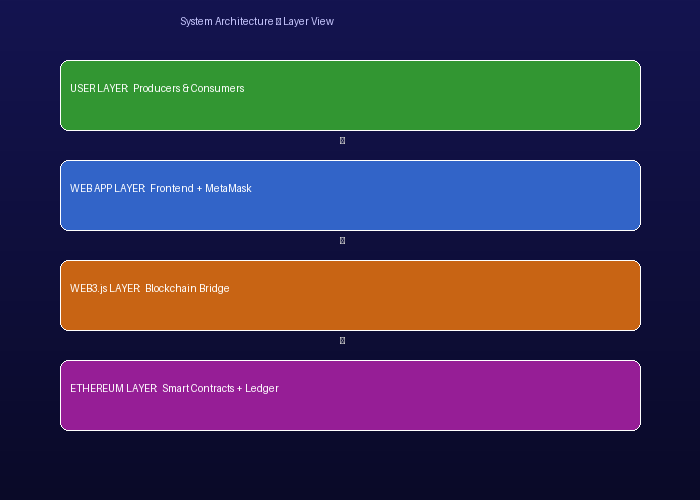 System Architecture Layer View
USER LAYER: Producers & Consumers
WEB APP LAYER: Frontend + MetaMask
WEB3.js LAYER: Blockchain Bridge
ETHEREUM LAYER: Smart Contracts + Ledger